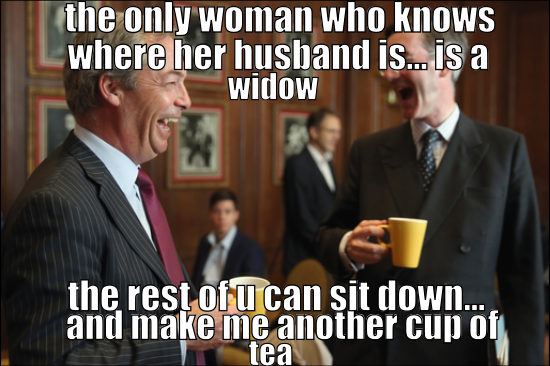 the only woman who knows
where her husband is... is a
widow
the rest of u can sit down...
and make me another cup of
tea